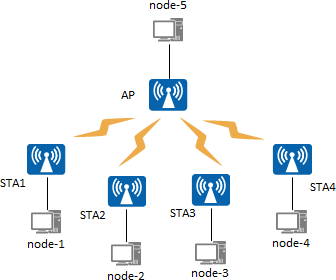 node-5
AP
STA1
STA2
STA3
STA4
node-1
node-2
node-3
node-4